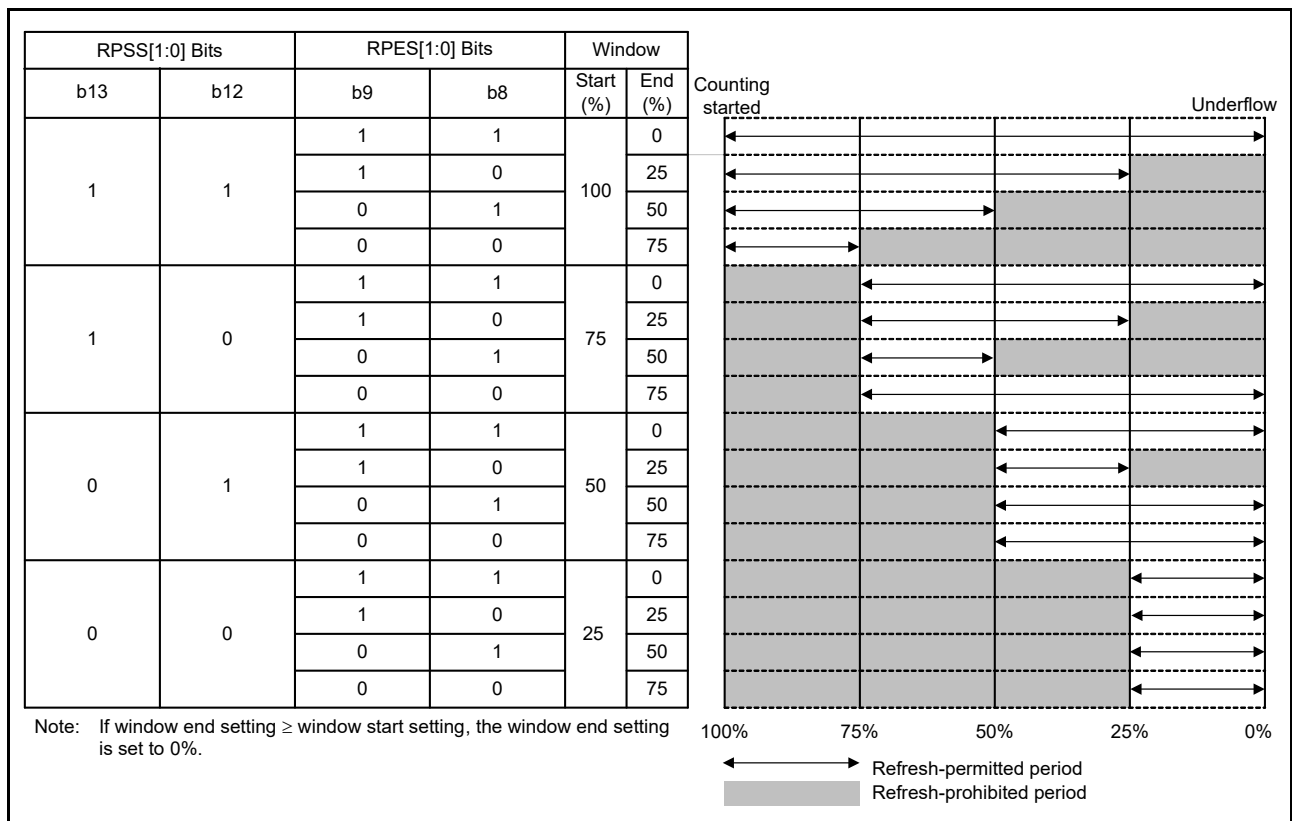 RPSS[1:0] Bits RPES[1:0] Bits Window
b13 b12 b9 b8 Start (%) End (%)
Counting started Underflow
1 1 1 1 100 0
1 0 25
0 1 50
0 0 75
1 0 1 1 75 0
1 0 25
0 1 50
0 0 75
0 1 1 1 50 0
1 0 25
0 1 50
0 0 75
0 0 1 1 25 0
1 0 25
0 1 50
0 0 75
Note: If window end setting ≥ window start setting, the window end setting
is set to 0%.
100% 75% 50% 25% 0%
Refresh-permitted period
Refresh-prohibited period